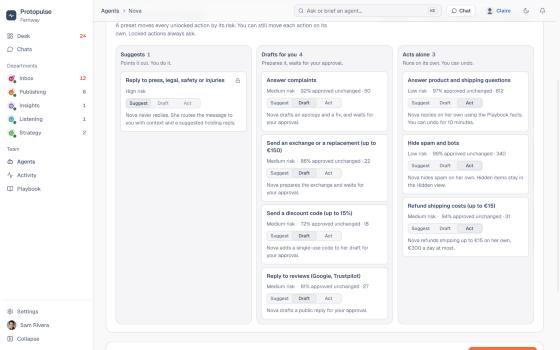 Protopulse
Fernway
Desk 24
Chats
Departments
Inbox 12
Publishing 6
Insights 1
Listening 1
Strategy 2
Team
Agents
Activity
Playbook
Settings
Sam Rivera
Collapse
Agents › Nova
Ask or brief an agent...
Chat
Claire
A preset moves every unlocked action by its risk. You can still move each action on its
own. Locked actions always ask.
Suggests 1
Points it out. You do it.
Reply to press, legal, safety or injuries
High risk
Suggest Draft Act
Nova never replies. She routes the message to
you with context and a suggested holding reply.
Drafts for you 4
Prepares it, waits for your approval.
Answer complaints
Medium risk · 92% approved unchanged · 60
Suggest Draft Act
Nova drafts an apology and a fix, and waits for
your approval.
Send an exchange or a replacement (up to
€150)
Medium risk · 86% approved unchanged · 22
Suggest Draft Act
Nova prepares the exchange and waits for
your approval.
Send a discount code (up to 15%)
Medium risk · 72% approved unchanged · 18
Suggest Draft Act
Nova adds a single-use code to her draft for
your approval.
Reply to reviews (Google, Trustpilot)
Medium risk · 81% approved unchanged · 27
Suggest Draft Act
Nova drafts a public reply for your approval.
Acts alone 3
Runs on its own. You can undo.
Answer product and shipping questions
Low risk · 97% approved unchanged · 812
Suggest Draft Act
Nova replies on her own using the Playbook facts.
You can undo for 10 minutes.
Hide spam and bots
Low risk · 99% approved unchanged · 340
Suggest Draft Act
Nova hides spam on her own. Hidden items stay in
the Hidden view.
Refund shipping costs (up to €15)
Medium risk · 94% approved unchanged · 31
Suggest Draft Act
Nova refunds shipping up to €15 on her own,
€300 a day at most.